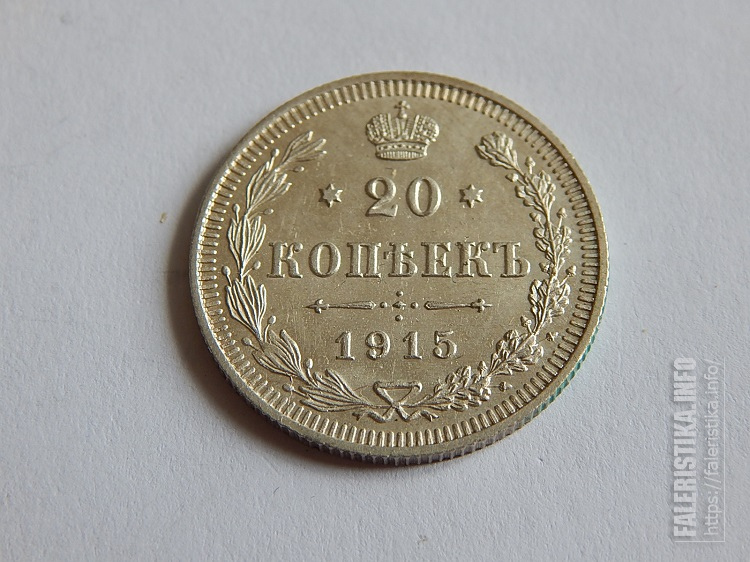 20
КОПѢЕКЪ
1915
FALERISTIKA.INFO
https://faleristika.info/